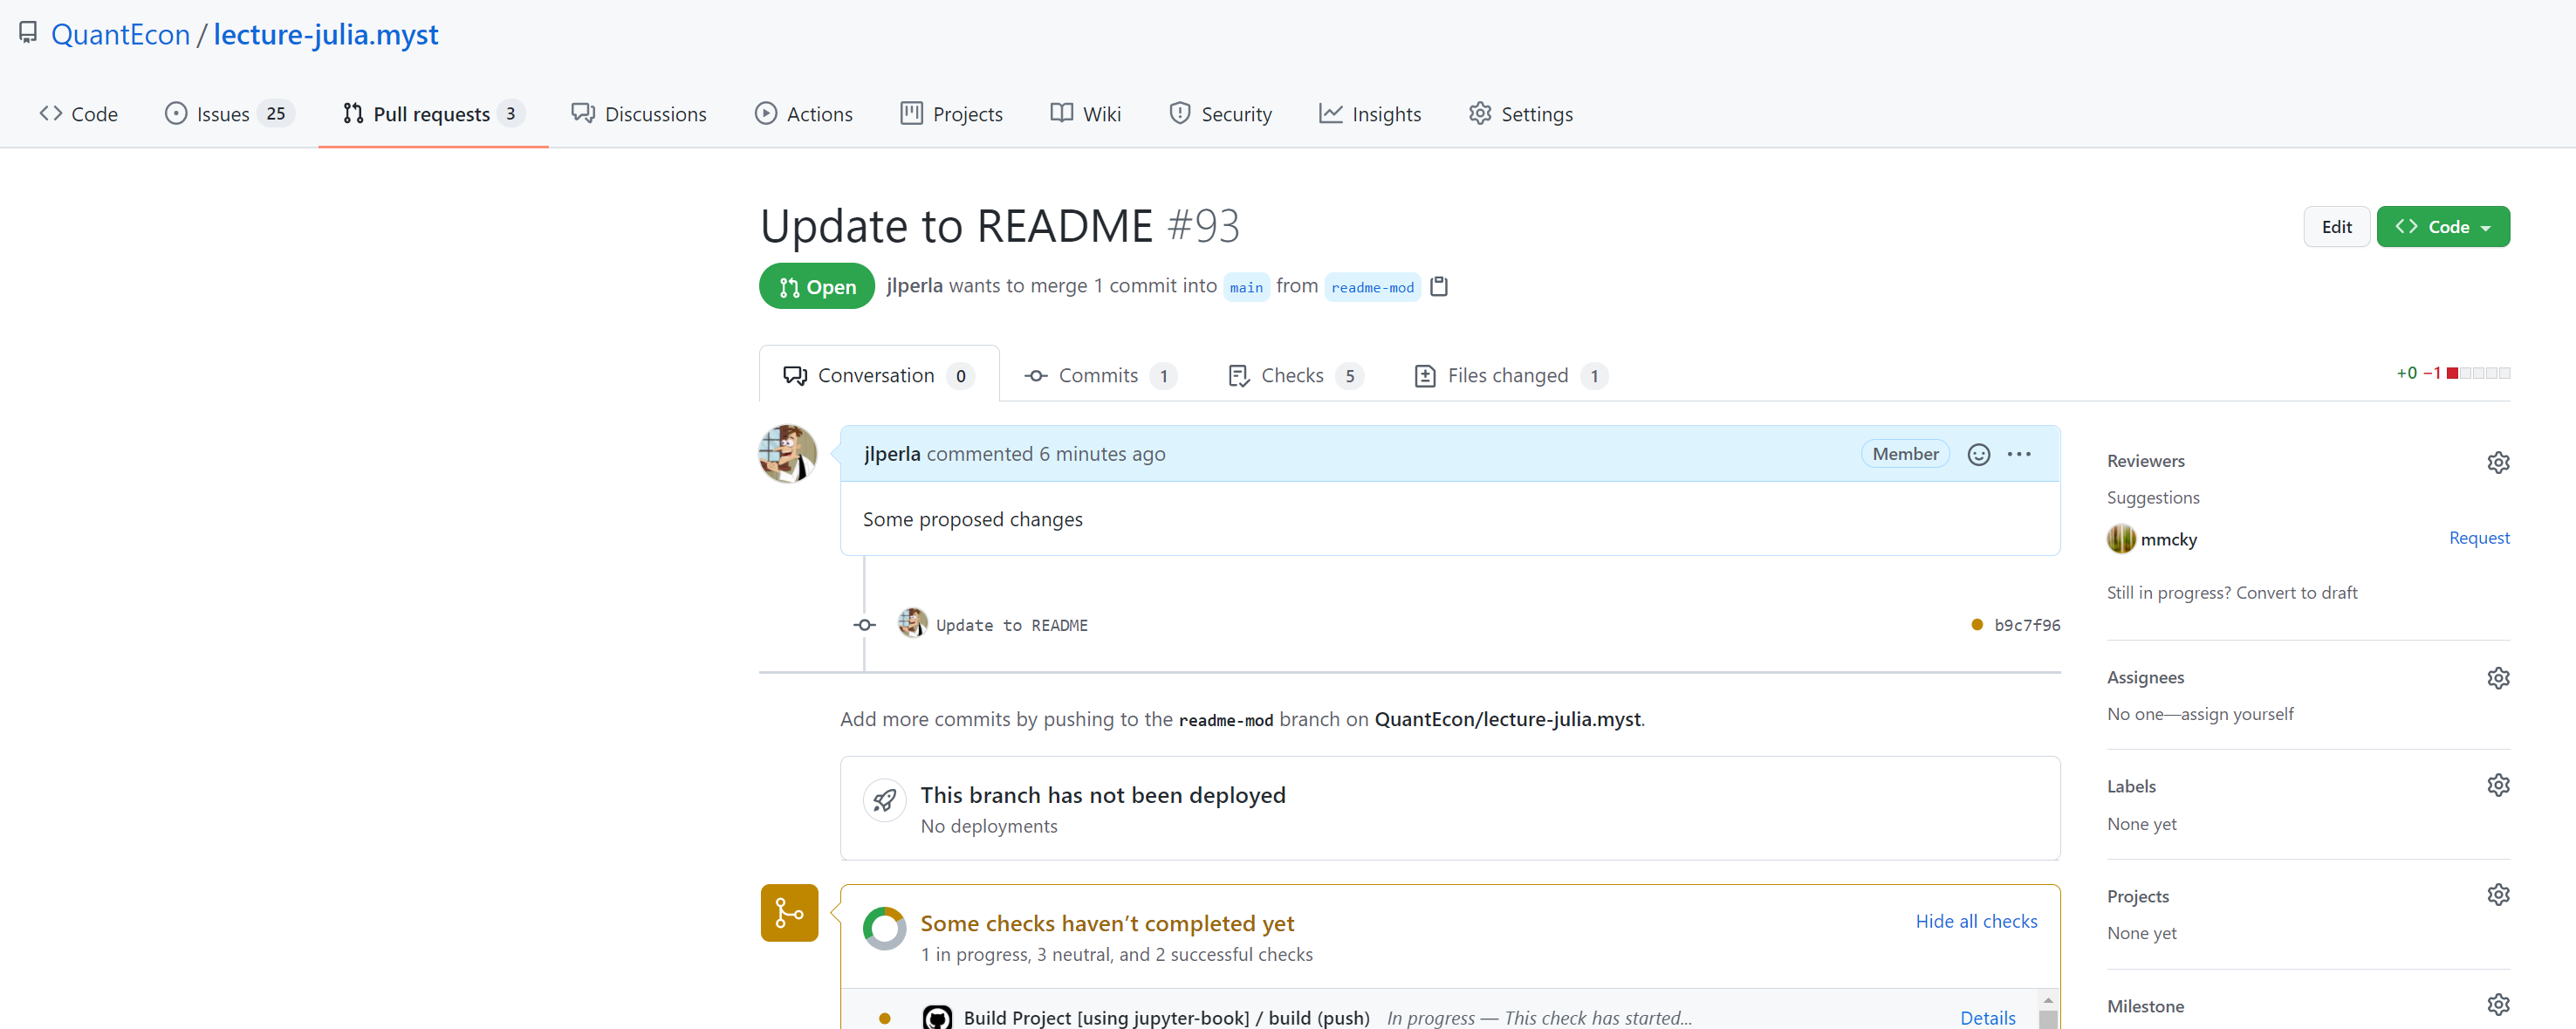 QuantEcon / lecture-julia.myst
Code Issues 25 Pull requests 3 Discussions Actions Projects Wiki Security Insights Settings
Update to README #93
Edit Code
Open jlperla wants to merge 1 commit into main from readme-mod
Conversation 0 Commits 1 Checks 5 Files changed 1
+0 −1
jlperla commented 6 minutes ago Member
Some proposed changes
Update to README b9c7f96
Add more commits by pushing to the readme-mod branch on QuantEcon/lecture-julia.myst.
This branch has not been deployed
No deployments
Some checks haven’t completed yet Hide all checks
1 in progress, 3 neutral, and 2 successful checks
Build Project [using jupyter-book] / build (push) In progress — This check has started... Details
Reviewers
Suggestions
mmcky Request
Still in progress? Convert to draft
Assignees
No one—assign yourself
Labels
None yet
Projects
None yet
Milestone